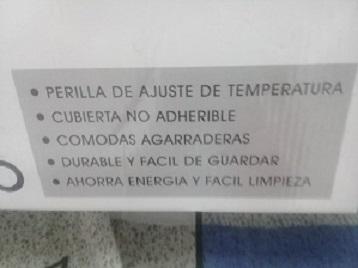 • PERILLA DE AJUSTE DE TEMPERATURA
• CUBIERTA NO ADHERIBLE
• COMODAS AGARRADERAS
• DURABLE Y FACIL DE GUARDAR
• AHORRA ENERGIA Y FACIL LIMPIEZA